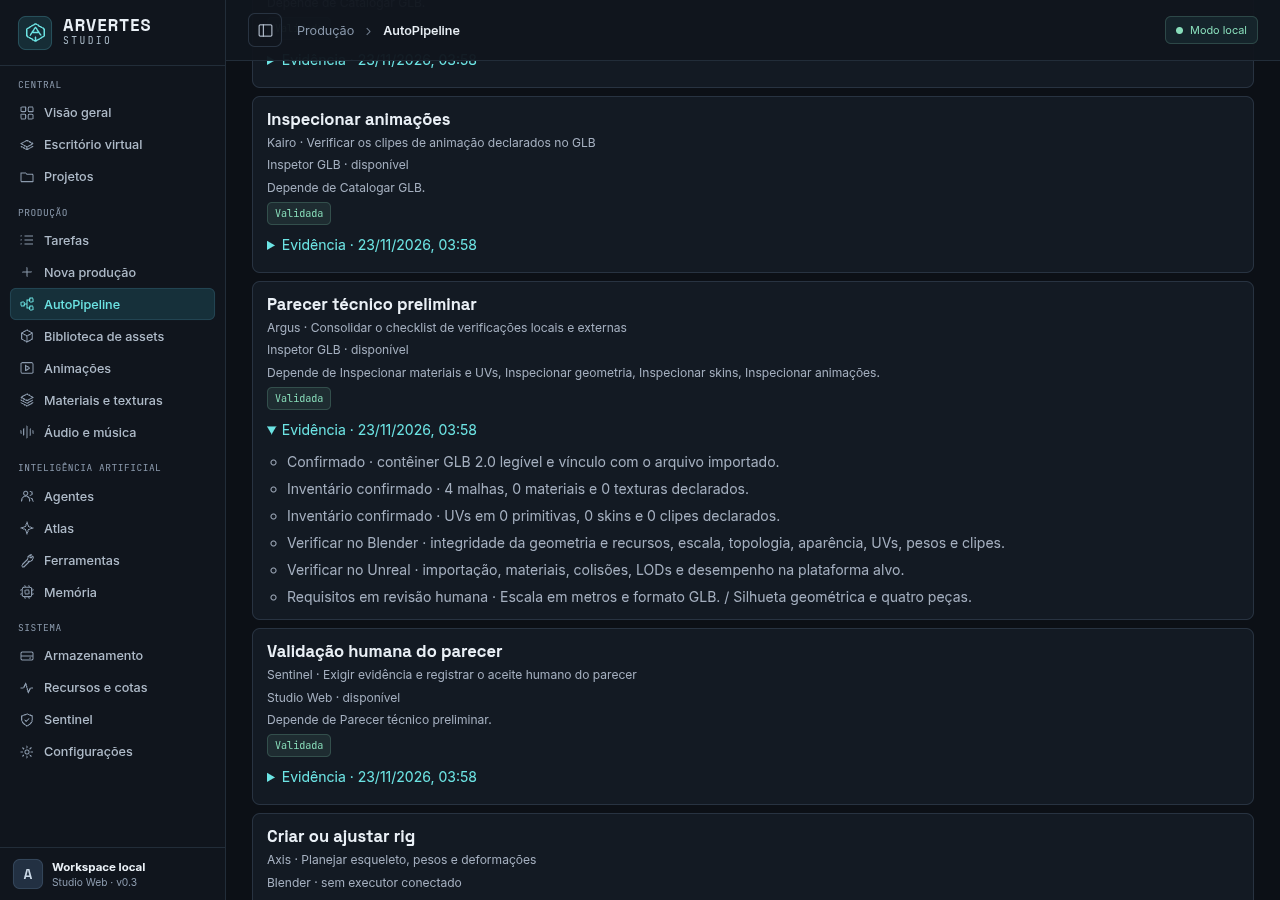 ARVERTES
STUDIO
CENTRAL
Visão geral
Escritório virtual
Projetos
PRODUÇÃO
Tarefas
Nova produção
AutoPipeline
Biblioteca de assets
Animações
Materiais e texturas
Áudio e música
INTELIGÊNCIA ARTIFICIAL
Agentes
Atlas
Ferramentas
Memória
SISTEMA
Armazenamento
Recursos e cotas
Sentinel
Configurações
A
Workspace local
Studio Web · v0.3
Depende de Catalogar GLB.
Produção
AutoPipeline
Modo local
Evidência · 23/11/2026, 03:58
Inspecionar animações
Kairo · Verificar os clipes de animação declarados no GLB
Inspetor GLB · disponível
Depende de Catalogar GLB.
Validada
Evidência · 23/11/2026, 03:58
Parecer técnico preliminar
Argus · Consolidar o checklist de verificações locais e externas
Inspetor GLB · disponível
Depende de Inspecionar materiais e UVs, Inspecionar geometria, Inspecionar skins, Inspecionar animações.
Validada
Evidência · 23/11/2026, 03:58
Confirmado · contêiner GLB 2.0 legível e vínculo com o arquivo importado.
Inventário confirmado · 4 malhas, 0 materiais e 0 texturas declarados.
Inventário confirmado · UVs em 0 primitivas, 0 skins e 0 clipes declarados.
Verificar no Blender · integridade da geometria e recursos, escala, topologia, aparência, UVs, pesos e clipes.
Verificar no Unreal · importação, materiais, colisões, LODs e desempenho na plataforma alvo.
Requisitos em revisão humana · Escala em metros e formato GLB. / Silhueta geométrica e quatro peças.
Validação humana do parecer
Sentinel · Exigir evidência e registrar o aceite humano do parecer
Studio Web · disponível
Depende de Parecer técnico preliminar.
Validada
Evidência · 23/11/2026, 03:58
Criar ou ajustar rig
Axis · Planejar esqueleto, pesos e deformações
Blender · sem executor conectado